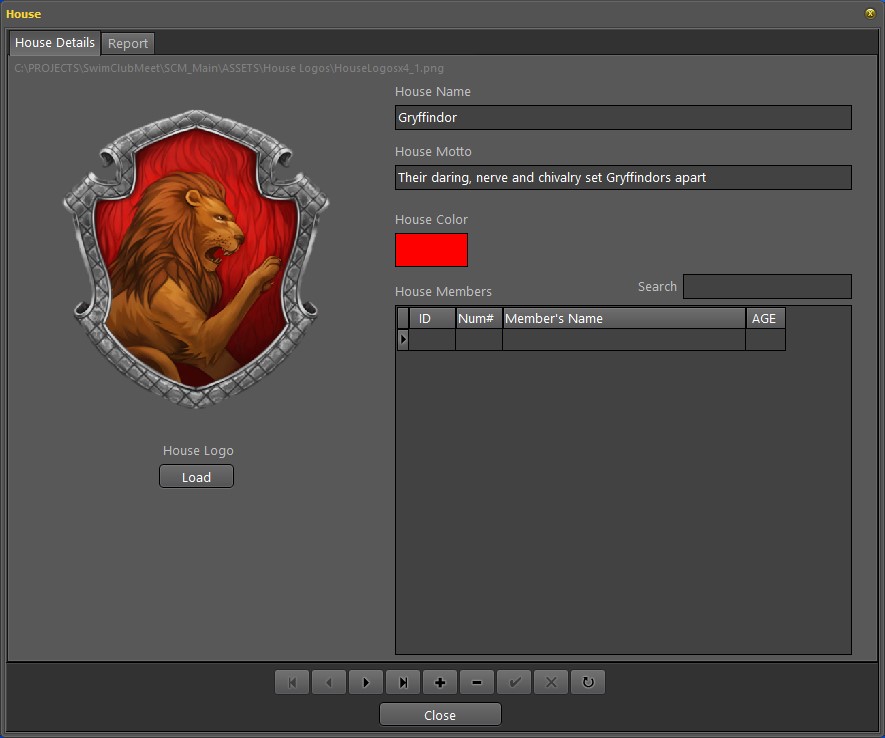 House
House Details Report
C:\PROJECTS\SwimClubMeet\SCM_Main\ASSETS\House Logos\HouseLogosx4_1.png
House Name
Gryffindor
House Motto
Their daring, nerve and chivalry set Gryffindors apart
House Color
House Members Search
ID Num# Member's Name AGE
House Logo
Load
Close